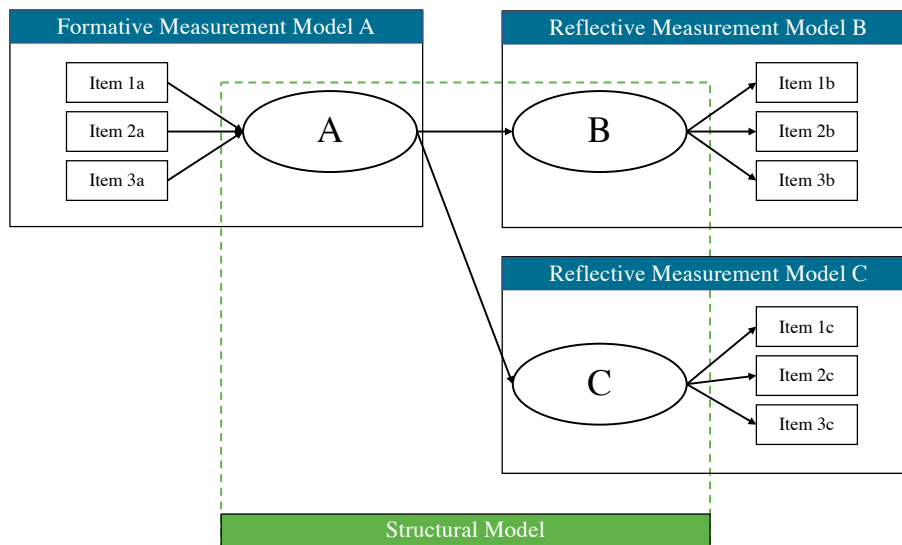 Formative Measurement Model A
Item 1a
Item 2a
Item 3a
A
Reflective Measurement Model B
B
Item 1b
Item 2b
Item 3b
Reflective Measurement Model C
C
Item 1c
Item 2c
Item 3c
Structural Model